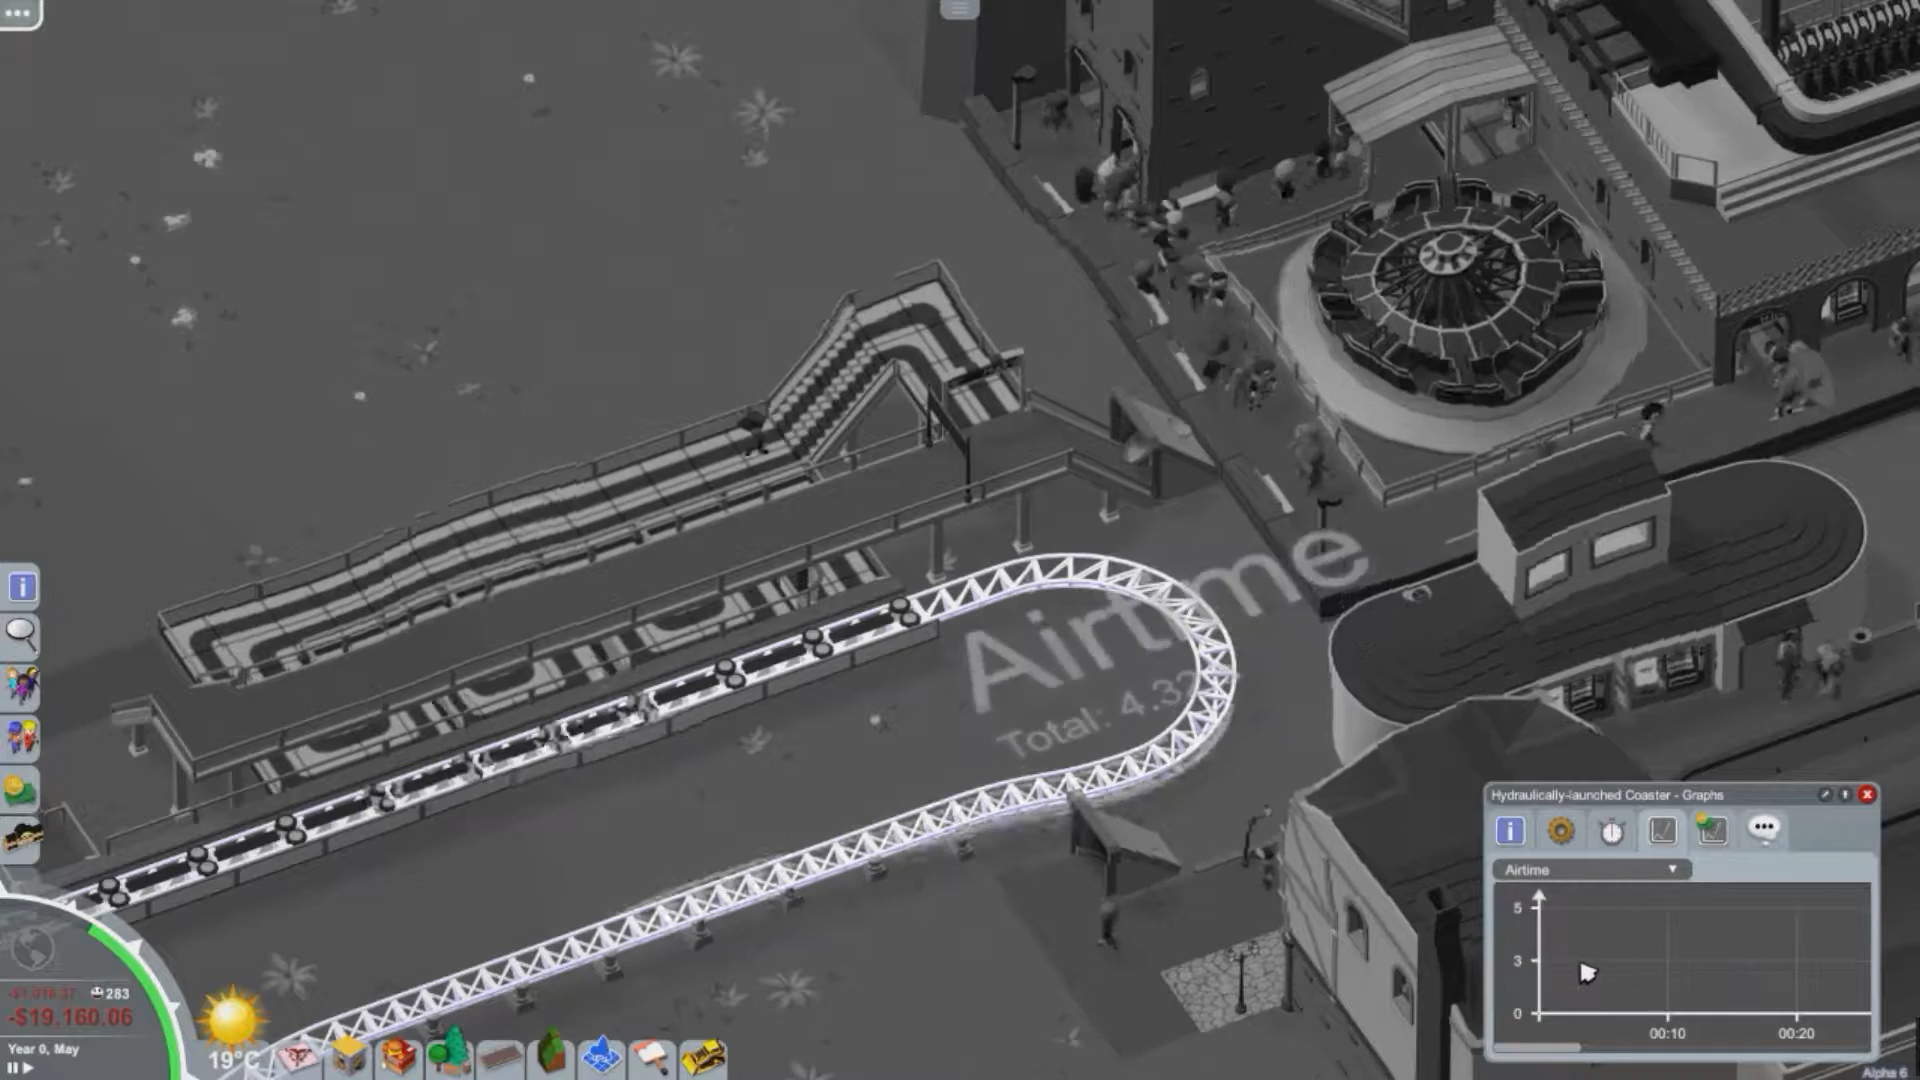 Airtime
Total: 4.3
Hydraulically-launched Coaster - Graphs
Airtime
5
3
0
00:10
00:20
283
-$19,160.06
Year 0, May
19°C
Alpha 6